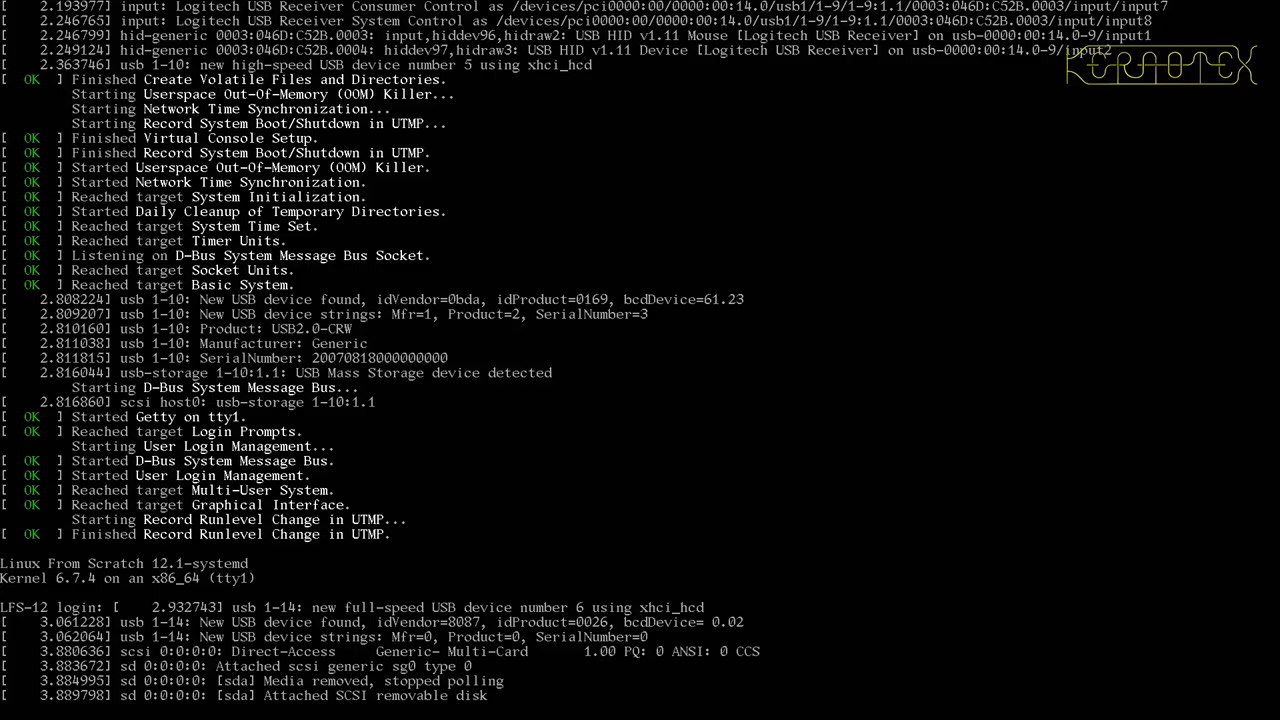 [    2.193977] input: Logitech USB Receiver Consumer Control as /devices/pci0000:00/0000:00:14.0/usb1/1-9/1-9:1.1/0003:046D:C52B.0003/input/input7
[    2.194765] input: Logitech USB Receiver System Control as /devices/pci0000:00/0000:00:14.0/usb1/1-9/1-9:1.1/0003:046D:C52B.0003/input/input8
[    2.246799] hid-generic 0003:046D:C52B.0003: input,hiddev96,hidraw2: USB HID v1.11 Mouse [Logitech USB Receiver] on usb-0000:00:14.0-9/input1
[    2.249124] hid-generic 0003:046D:C52B.0004: hiddev97,hidraw3: USB HID v1.11 Device [Logitech USB Receiver] on usb-0000:00:14.0-9/input2
KERNOTEX
[    2.363746] usb 1-10: new high-speed USB device number 5 using xhci_hcd
[  OK  ] Finished Create Volatile Files and Directories.
Starting Userspace Out-Of-Memory (OOM) Killer...
Starting Network Time Synchronization...
Starting Record System Boot/Shutdown in UTMP...
[  OK  ] Finished Virtual Console Setup.
[  OK  ] Finished Record System Boot/Shutdown in UTMP.
[  OK  ] Started Userspace Out-Of-Memory (OOM) Killer.
[  OK  ] Started Network Time Synchronization.
[  OK  ] Reached target System Initialization.
[  OK  ] Started Daily Cleanup of Temporary Directories.
[  OK  ] Reached target System Time Set.
[  OK  ] Reached target Timer Units.
[  OK  ] Listening on D-Bus System Message Bus Socket.
[  OK  ] Reached target Socket Units.
[  OK  ] Reached target Basic System.
[    2.808224] usb 1-10: New USB device found, idVendor=0bda, idProduct=0169, bcdDevice=61.23
[    2.809207] usb 1-10: New USB device strings: Mfr=1, Product=2, SerialNumber=3
[    2.810160] usb 1-10: Product: USB2.0-CRW
[    2.811038] usb 1-10: Manufacturer: Generic
[    2.811815] usb 1-10: SerialNumber: 20070818000000000
[    2.816044] usb-storage 1-10:1.1: USB Mass Storage device detected
Starting D-Bus System Message Bus...
[    2.816860] scsi host0: usb-storage 1-10:1.1
[  OK  ] Started Getty on tty1.
[  OK  ] Reached target Login Prompts.
Starting User Login Management...
[  OK  ] Started D-Bus System Message Bus.
[  OK  ] Started User Login Management.
[  OK  ] Reached target Multi-User System.
[  OK  ] Reached target Graphical Interface.
Starting Record Runlevel Change in UTMP...
[  OK  ] Finished Record Runlevel Change in UTMP.
Linux From Scratch 12.1-systemd
Kernel 6.7.4 on an x86_64 (tty1)
LFS-12 login: [    2.932743] usb 1-14: new full-speed USB device number 6 using xhci_hcd
[    3.061228] usb 1-14: New USB device found, idVendor=8087, idProduct=0026, bcdDevice= 0.02
[    3.062064] usb 1-14: New USB device strings: Mfr=0, Product=0, SerialNumber=0
[    3.880636] scsi 0:0:0:0: Direct-Access     Generic- Multi-Card       1.00 PQ: 0 ANSI: 0 CCS
[    3.883672] sd 0:0:0:0: Attached scsi generic sg0 type 0
[    3.884995] sd 0:0:0:0: [sda] Media removed, stopped polling
[    3.889798] sd 0:0:0:0: [sda] Attached SCSI removable disk